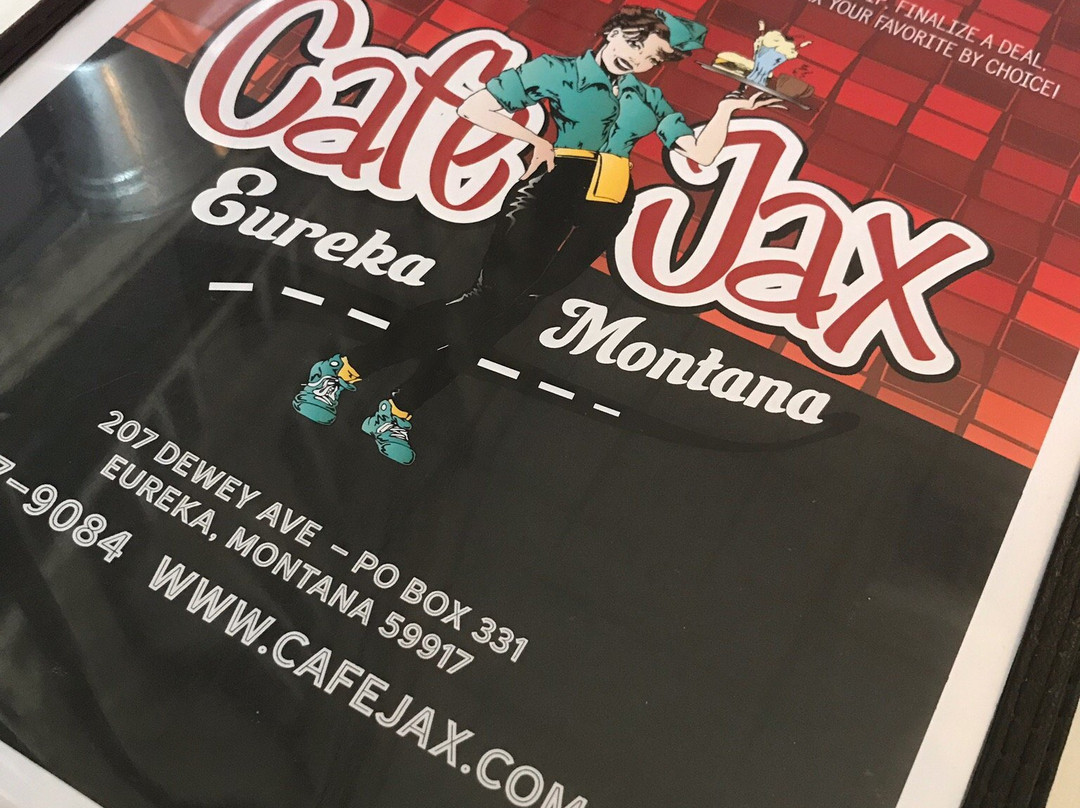 FINALIZE A DEAL.
YOUR FAVORITE BY CHOICE!
Cafe Jax
Eureka Montana
207 DEWEY AVE – PO BOX 331
EUREKA, MONTANA 59917
7-9084 WWW.CAFEJAX.COM